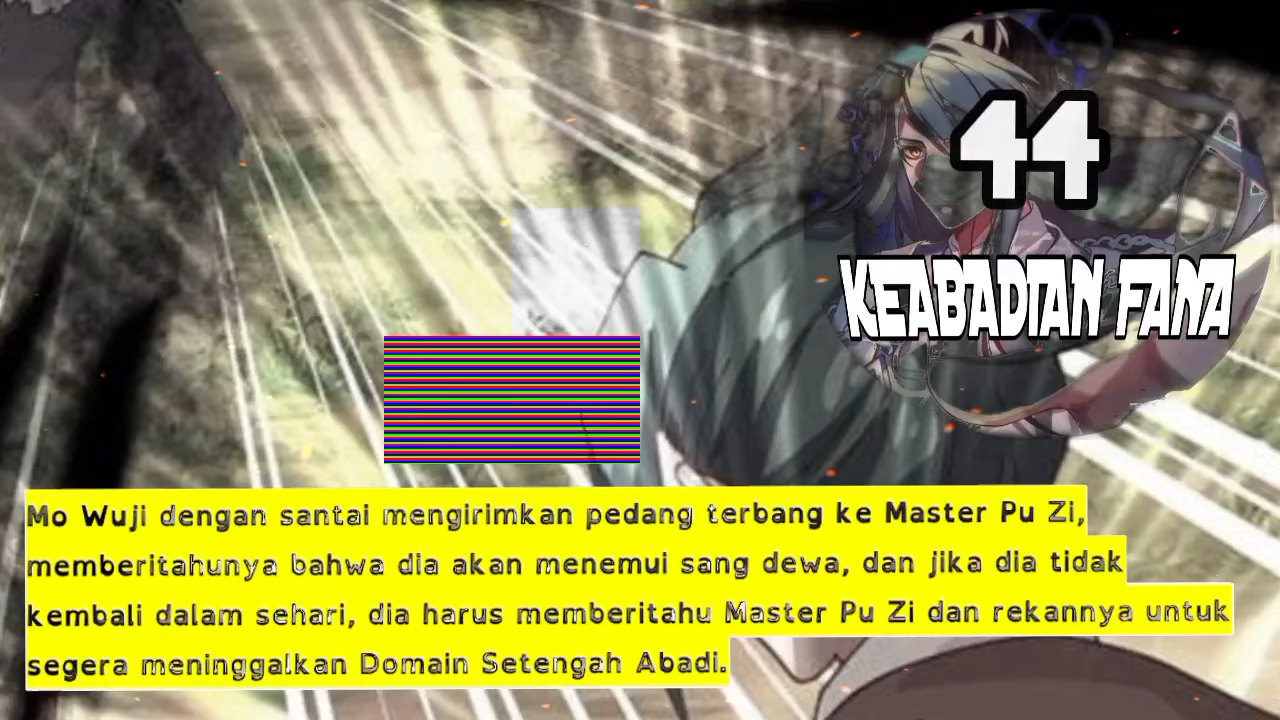 44
KEABADIAN FANA
Mo Wuji dengan santai mengirimkan pedang terbang ke Master Pu Zi,
memberitahunya bahwa dia akan menemui sang dewa, dan jika dia tidak
kembali dalam sehari, dia harus memberitahu Master Pu Zi dan rekannya untuk
segera meninggalkan Domain Setengah Abadi.